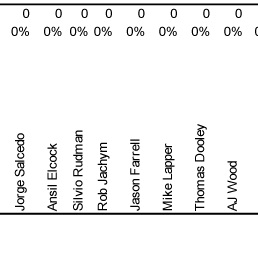 0 0 0 0 0 0 0 0
0% 0% 0% 0% 0% 0% 0% 0%
Jorge Salcedo
Ansil Elcock
Silvio Rudman
Rob Jachym
Jason Farrell
Mike Lapper
Thomas Dooley
AJ Wood